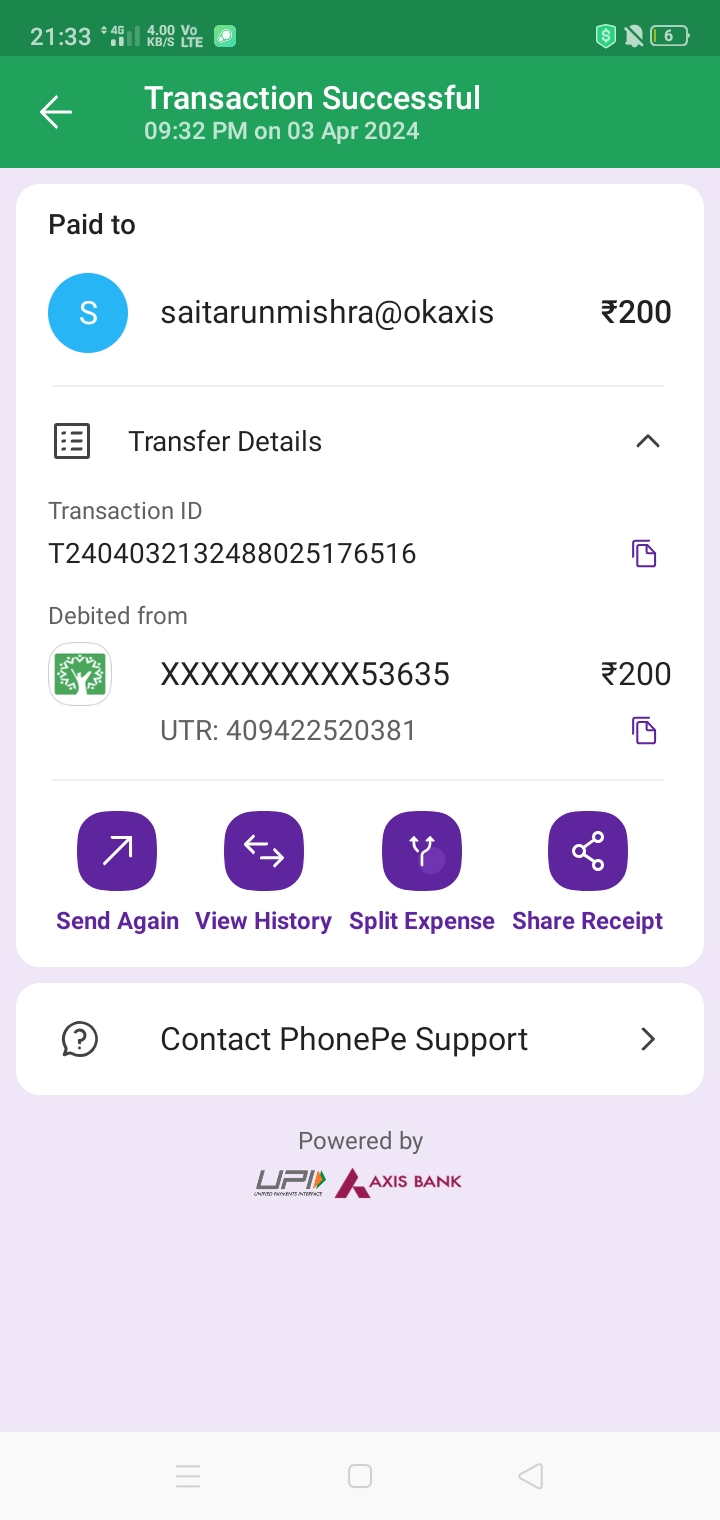 21:33 4G 4.00 KB/S Vo LTE 6
Transaction Successful
09:32 PM on 03 Apr 2024
Paid to
S saitarunmishra@okaxis ₹200
Transfer Details
Transaction ID
T2404032132488025176516
Debited from
XXXXXXXXXX53635 ₹200
UTR: 409422520381
Send Again View History Split Expense Share Receipt
Contact PhonePe Support
Powered by
UPI AXIS BANK
UNIFIED PAYMENTS INTERFACE